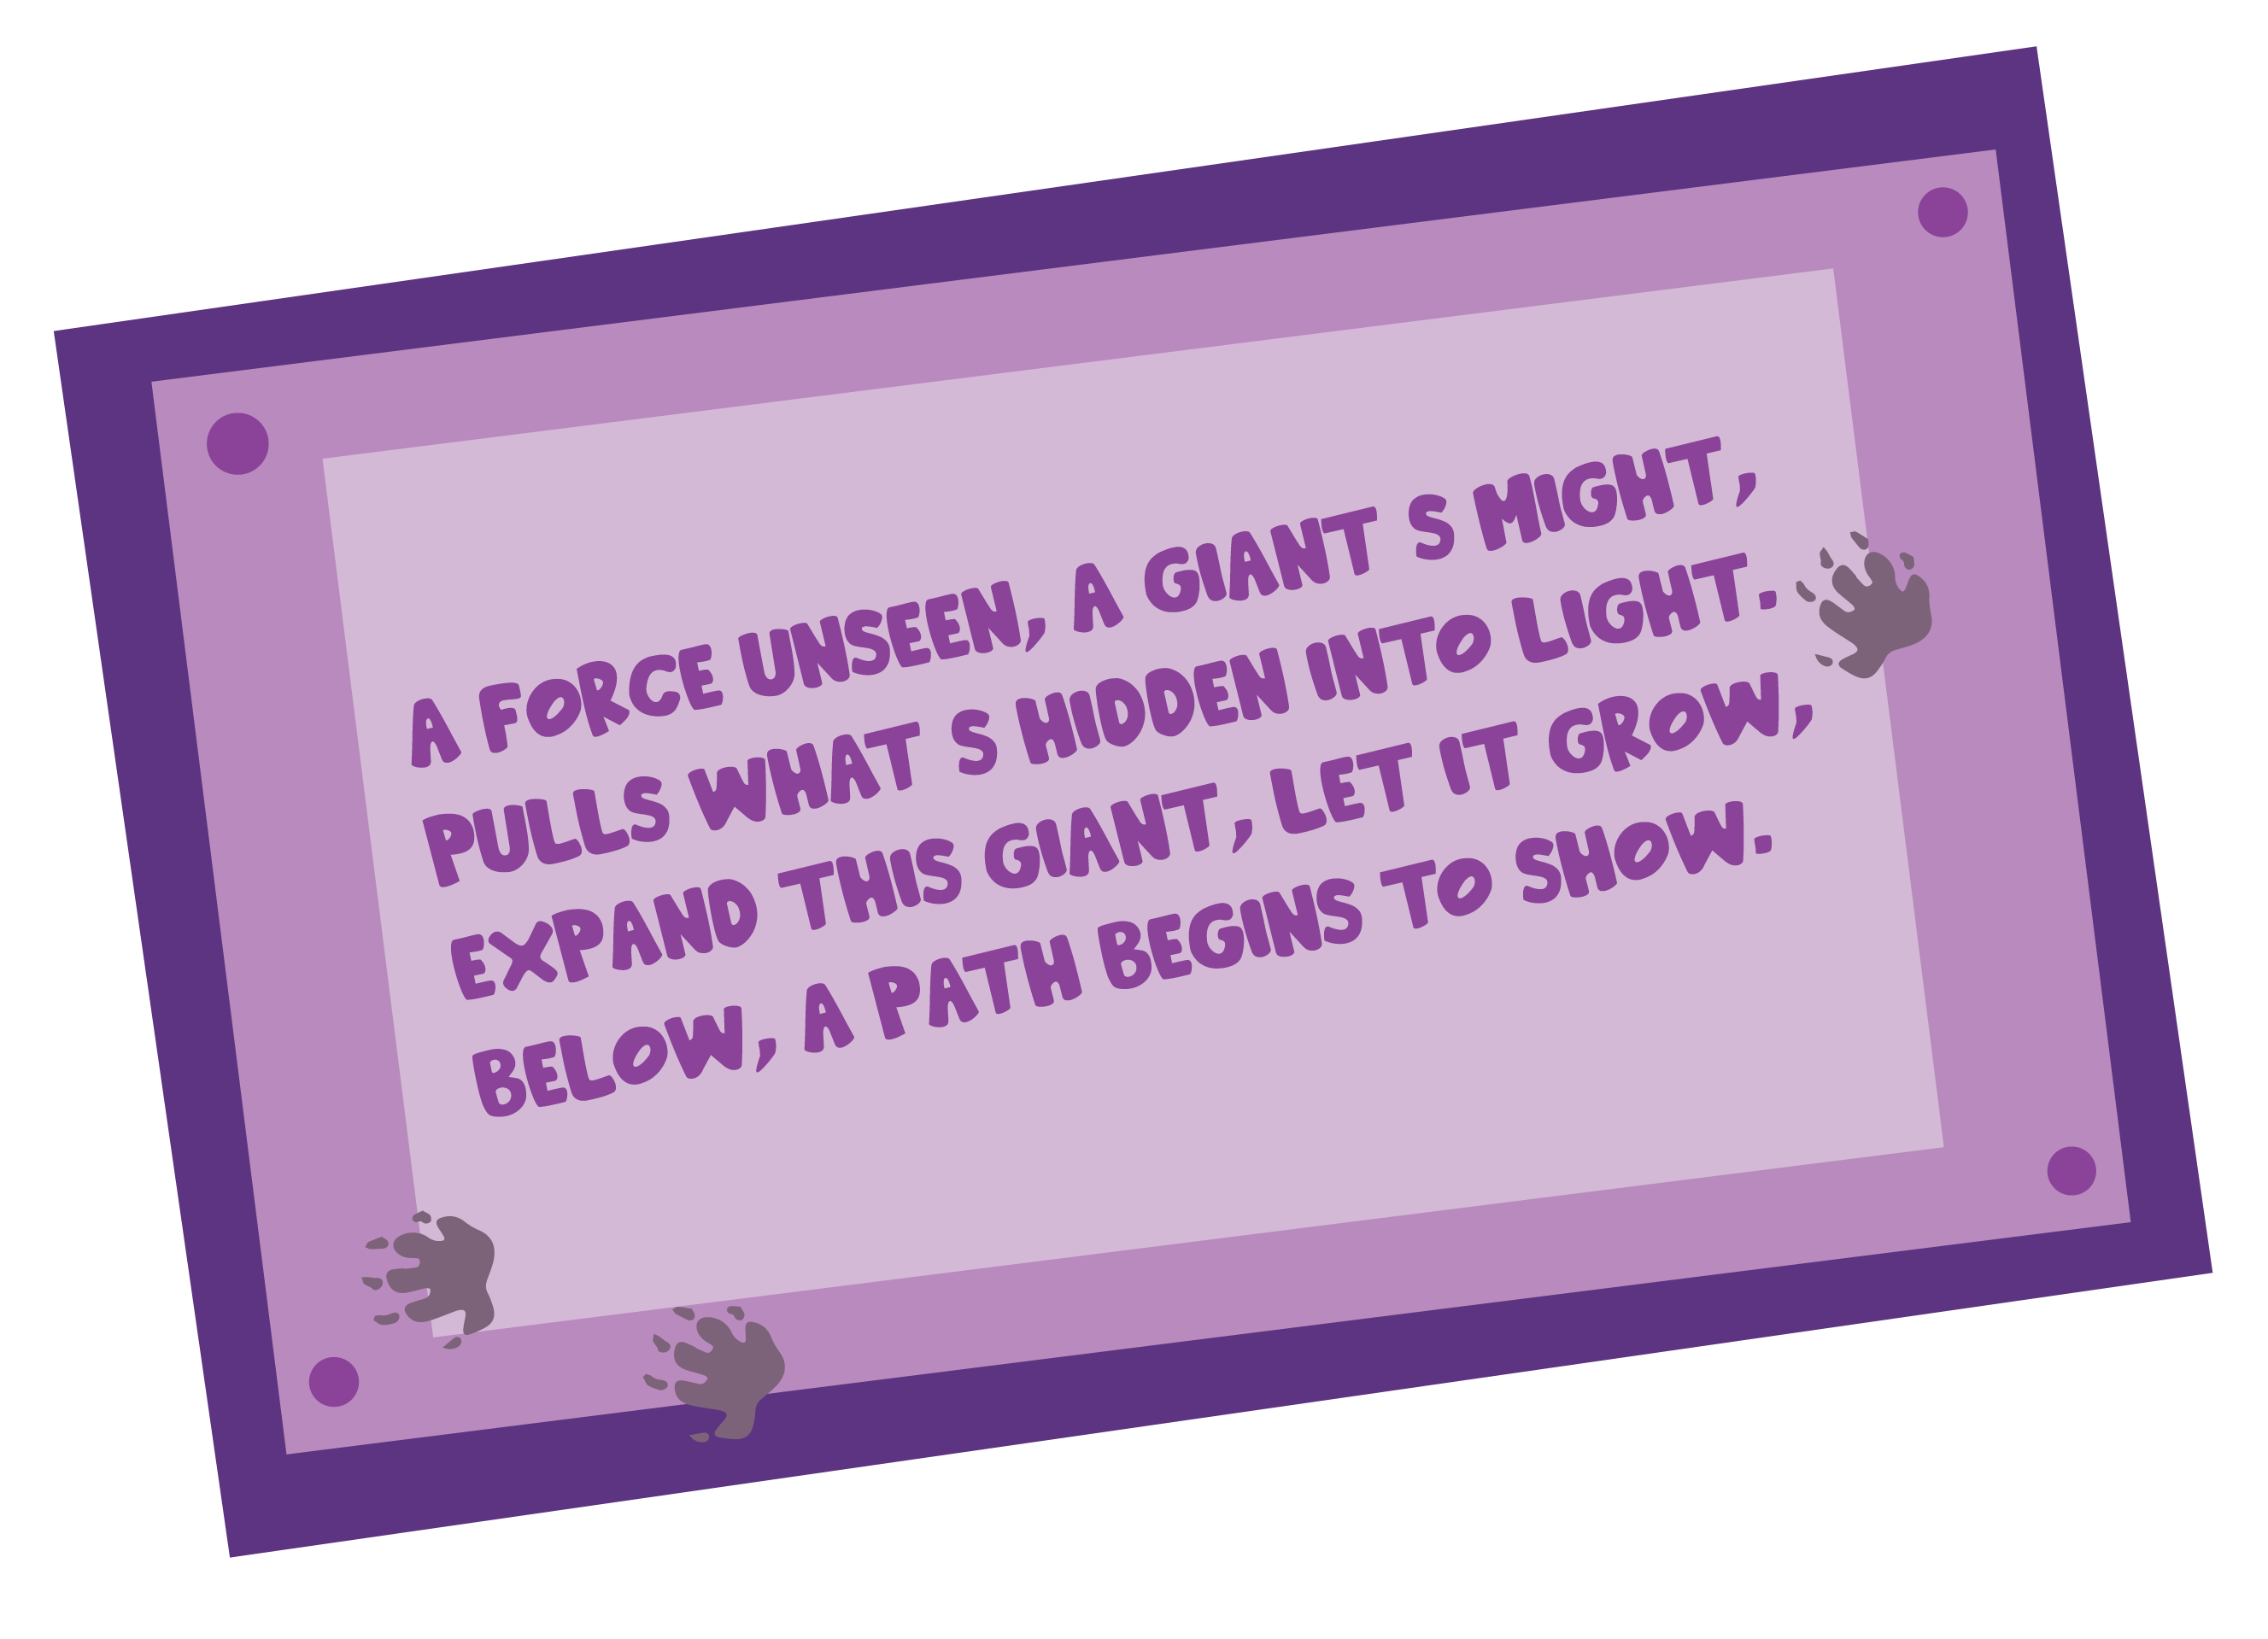 A FORCE UNSEEN, A GIANT S MIGHT,
PULLS WHAT S HIDDEN INTO LIGHT.
EXPAND THIS GIANT, LET IT GROW,
BELOW, A PATH BEGINS TO SHOW.